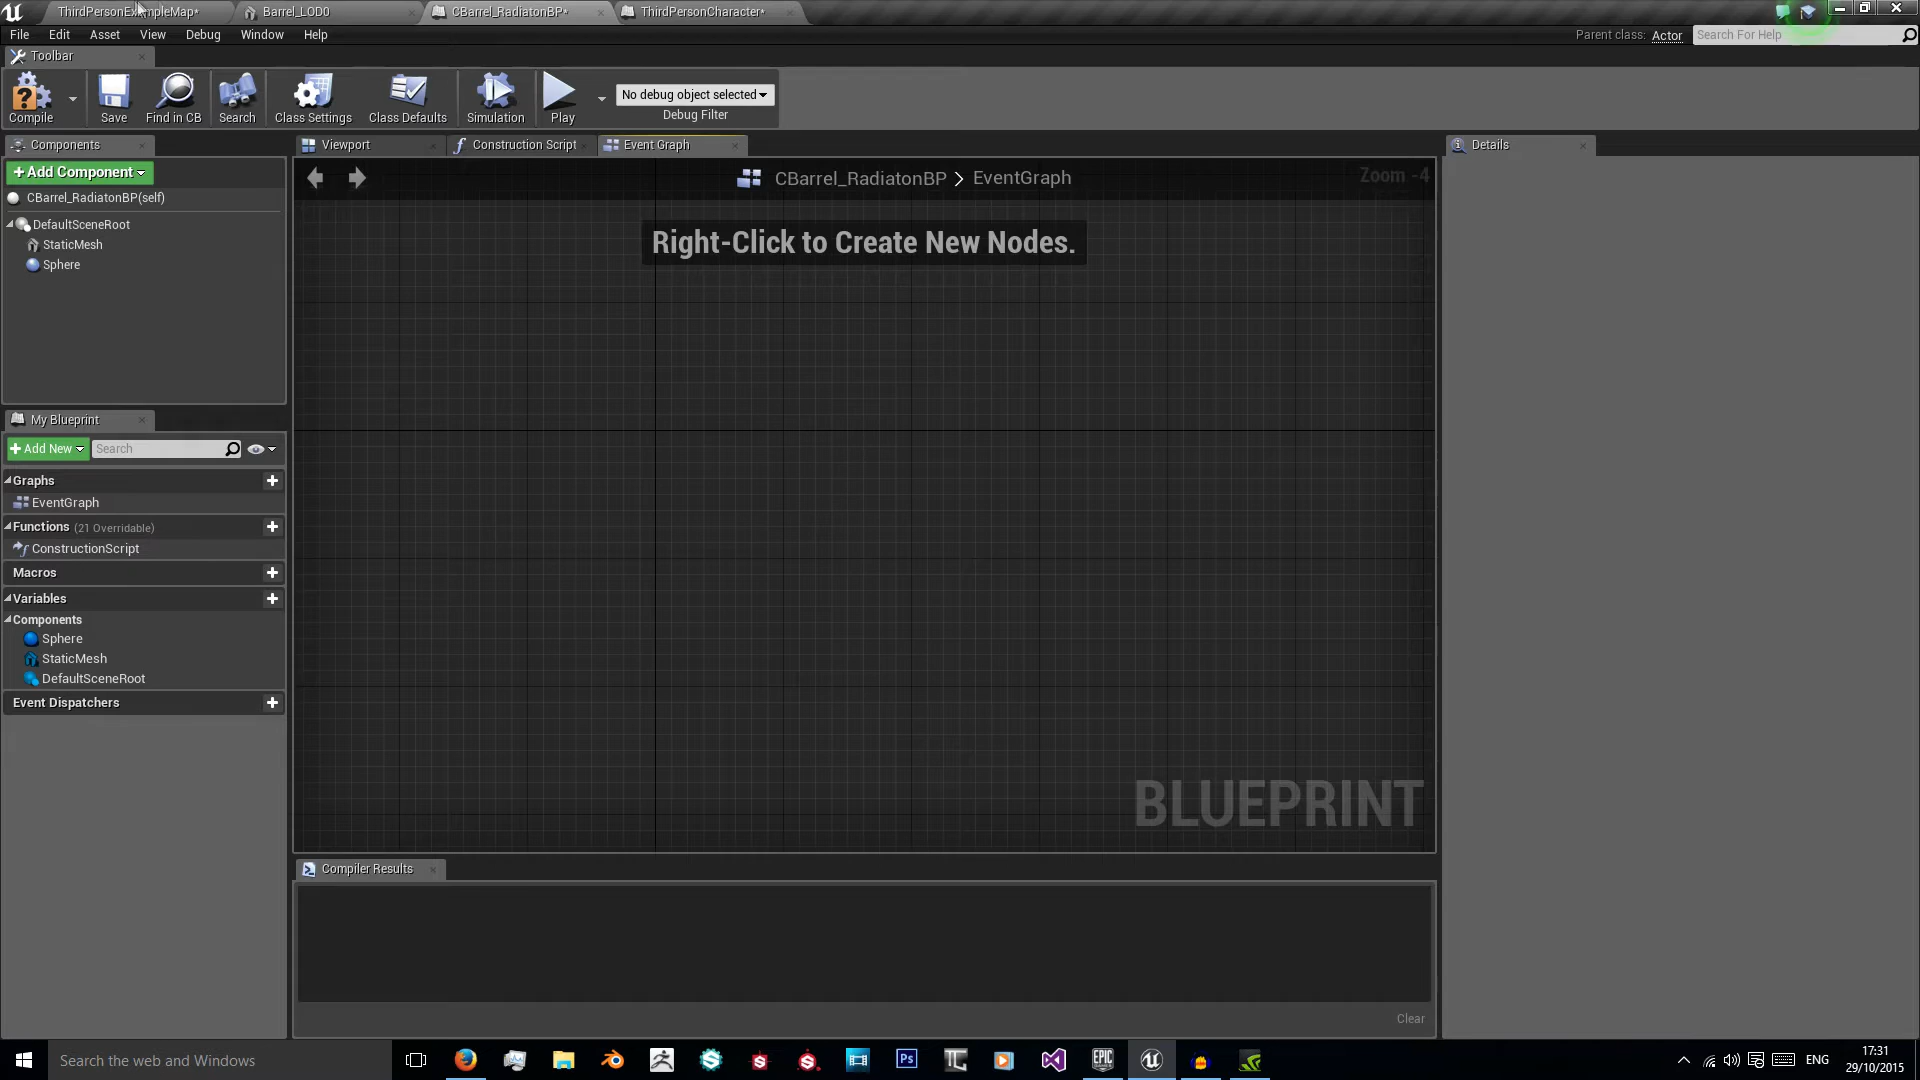 ThirdPersonExampleMap*
Barrel_LOD0
CBarrel_RadiatonBP*
ThirdPersonCharacter*
File Edit Asset View Debug Window Help
Parent class: Actor
Search For Help
Toolbar
Compile
Save
Find in CB
Search
Class Settings
Class Defaults
Simulation
Play
No debug object selected
Debug Filter
Components
+ Add Component
CBarrel_RadiatonBP(self)
DefaultSceneRoot
StaticMesh
Sphere
My Blueprint
+ Add New
Search
Graphs
EventGraph
Functions (21 Overridable)
ConstructionScript
Macros
Variables
Components
Sphere
StaticMesh
DefaultSceneRoot
Event Dispatchers
Viewport
Construction Script
Event Graph
CBarrel_RadiatonBP > EventGraph
Zoom -4
Right-Click to Create New Nodes.
BLUEPRINT
Compiler Results
Clear
Details
Search the web and Windows
Ps
EPIC
ENG
17:31
29/10/2015